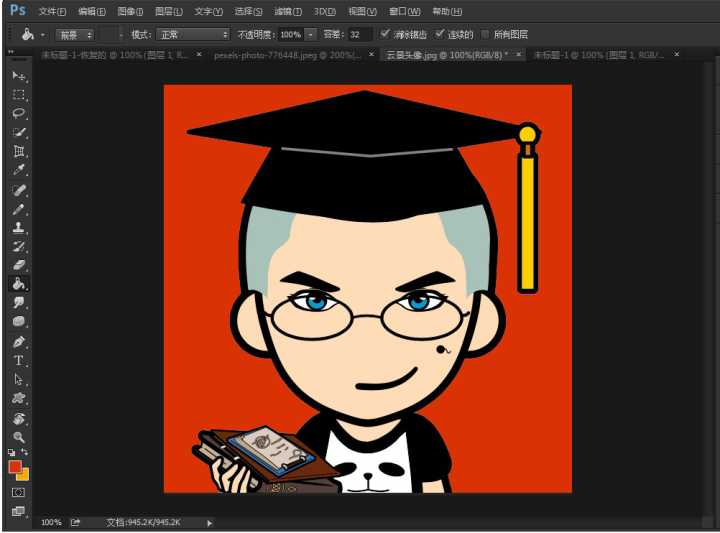 Ps 文件(F) 编辑(E) 图像(I) 图层(L) 文字(Y) 选择(S) 滤镜(T) 3D(D) 视图(V) 窗口(W) 帮助(H)
前景 模式: 正常 不透明度: 100% 容差: 32 消除锯齿 连续的 所有图层
未标题-1-恢复的 @ 100% (图层 1, R... × pexels-photo-776448.jpeg @ 200%(... × 云景头像.jpg @ 100%(RGB/8) * × 未标题-1 @ 100% (图层 1, RGB/... ×
T
100% 文档:945.2K/945.2K